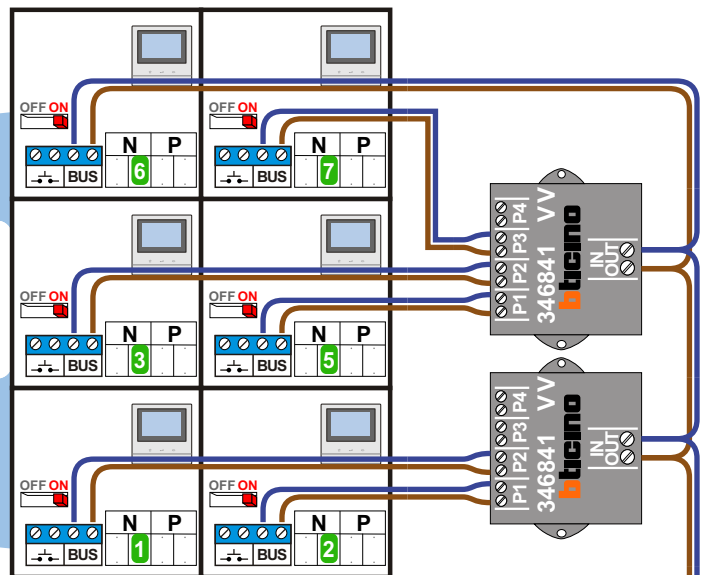 OFF ON
N P
6
BUS
OFF ON
N P
7
BUS
P1 P2 P3 P4
346841 VV
bticino
IN
OUT
OFF ON
N P
3
BUS
OFF ON
N P
5
BUS
P1 P2 P3 P4
346841 VV
bticino
IN
OUT
OFF ON
N P
1
BUS
OFF ON
N P
2
BUS